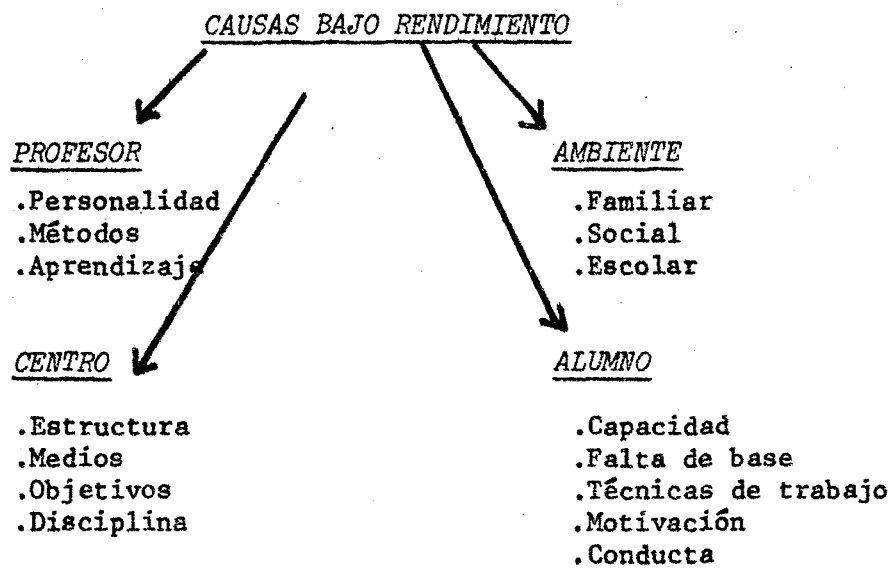 CAUSAS BAJO RENDIMIENTO
PROFESOR
.Personalidad
.Métodos
.Aprendizaje
AMBIENTE
.Familiar
.Social
.Escolar
CENTRO
.Estructura
.Medios
.Objetivos
.Disciplina
ALUMNO
.Capacidad
.Falta de base
.Técnicas de trabajo
.Motivación
.Conducta